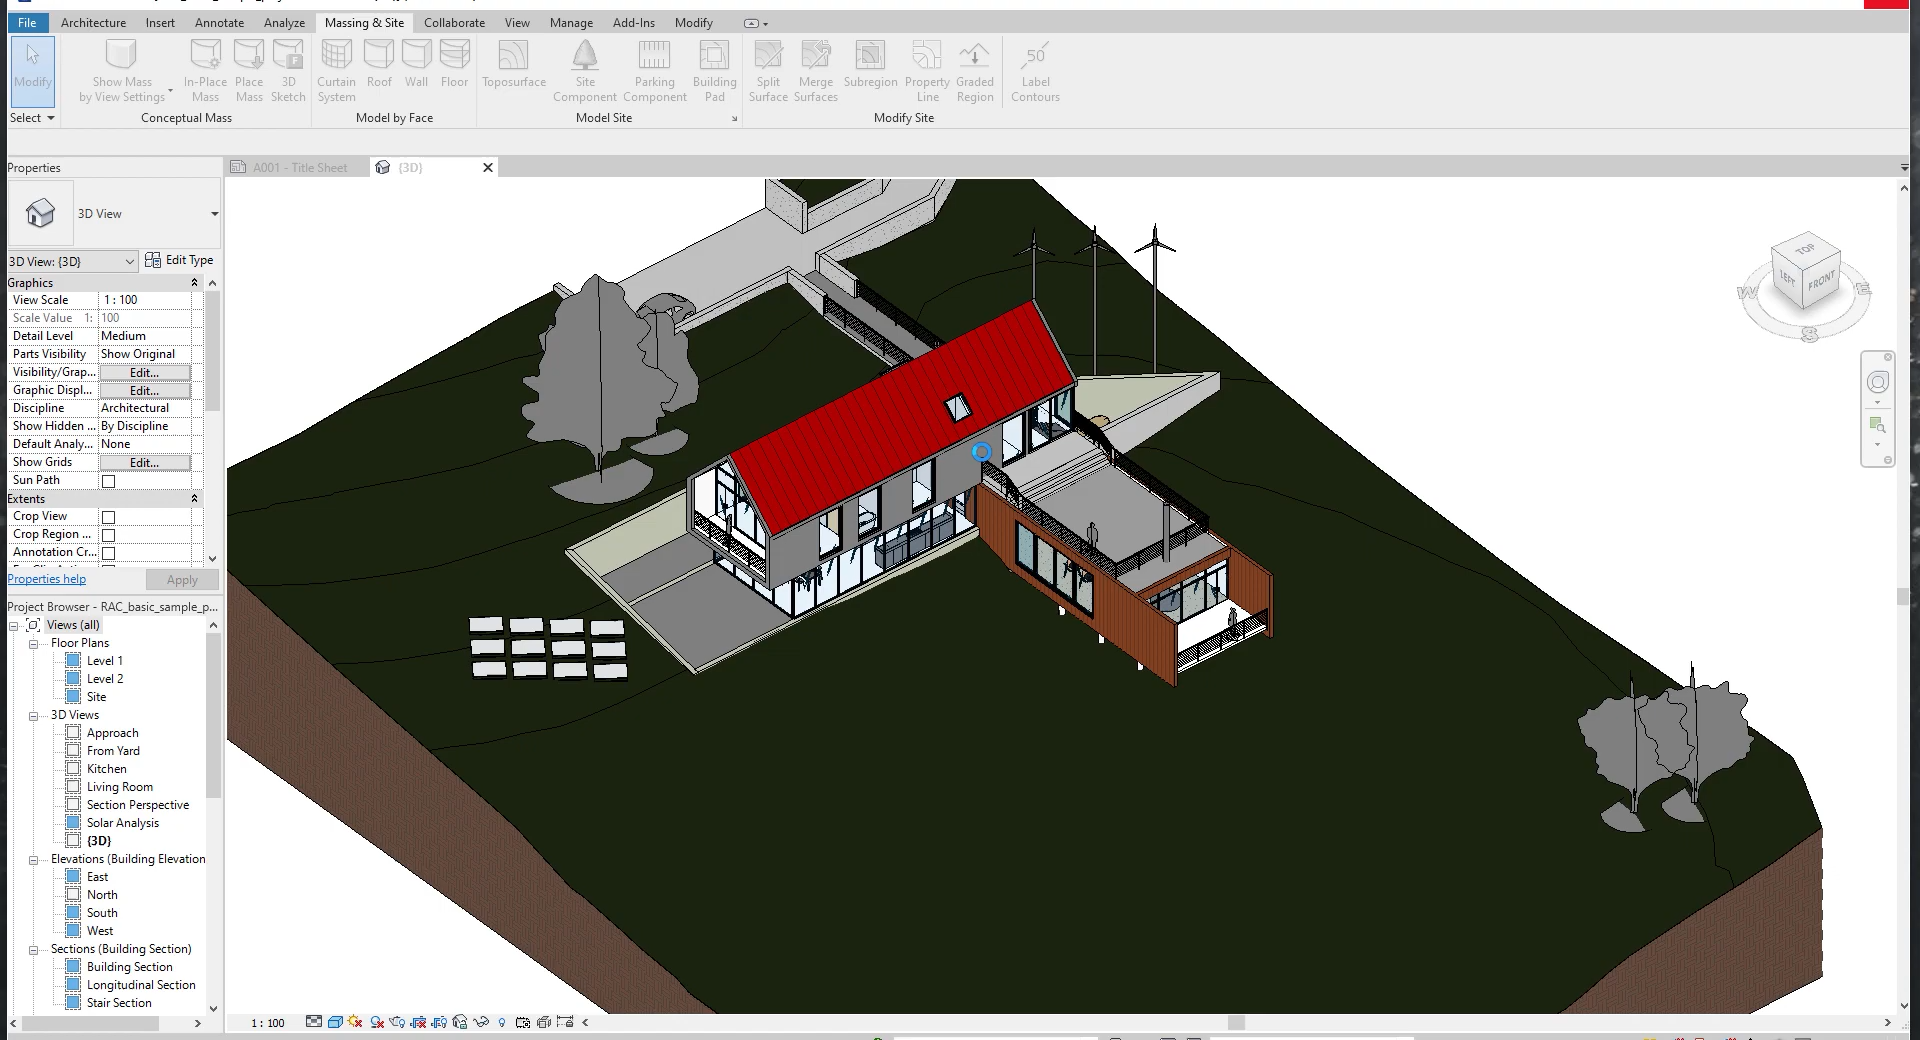 File Architecture Insert Annotate Analyze Massing & Site Collaborate View Manage Add-Ins Modify
Modify
Show Mass
by View Settings
In-Place
Mass
Place
Mass
3D
Sketch
Curtain
System
Roof
Wall
Floor
Toposurface
Site
Component
Parking
Component
Building
Pad
Split
Surface
Merge
Surfaces
Subregion
Property
Line
Graded
Region
50
Label
Contours
Select
Conceptual Mass
Model by Face
Model Site
Modify Site
Properties
A001 - Title Sheet
{3D}
3D View
3D View: {3D}
Edit Type
Graphics
View Scale 1 : 100
Scale Value 1: 100
Detail Level Medium
Parts Visibility Show Original
Visibility/Grap... Edit...
Graphic Displ... Edit...
Discipline Architectural
Show Hidden ... By Discipline
Default Analy... None
Show Grids Edit...
Sun Path
Extents
Crop View
Crop Region ...
Annotation Cr...
Properties help
Apply
Project Browser - RAC_basic_sample_p...
Views (all)
Floor Plans
Level 1
Level 2
Site
3D Views
Approach
From Yard
Kitchen
Living Room
Section Perspective
Solar Analysis
{3D}
Elevations (Building Elevation
East
North
South
West
Sections (Building Section)
Building Section
Longitudinal Section
Stair Section
TOP
LEFT
FRONT
W
E
S
1 : 100